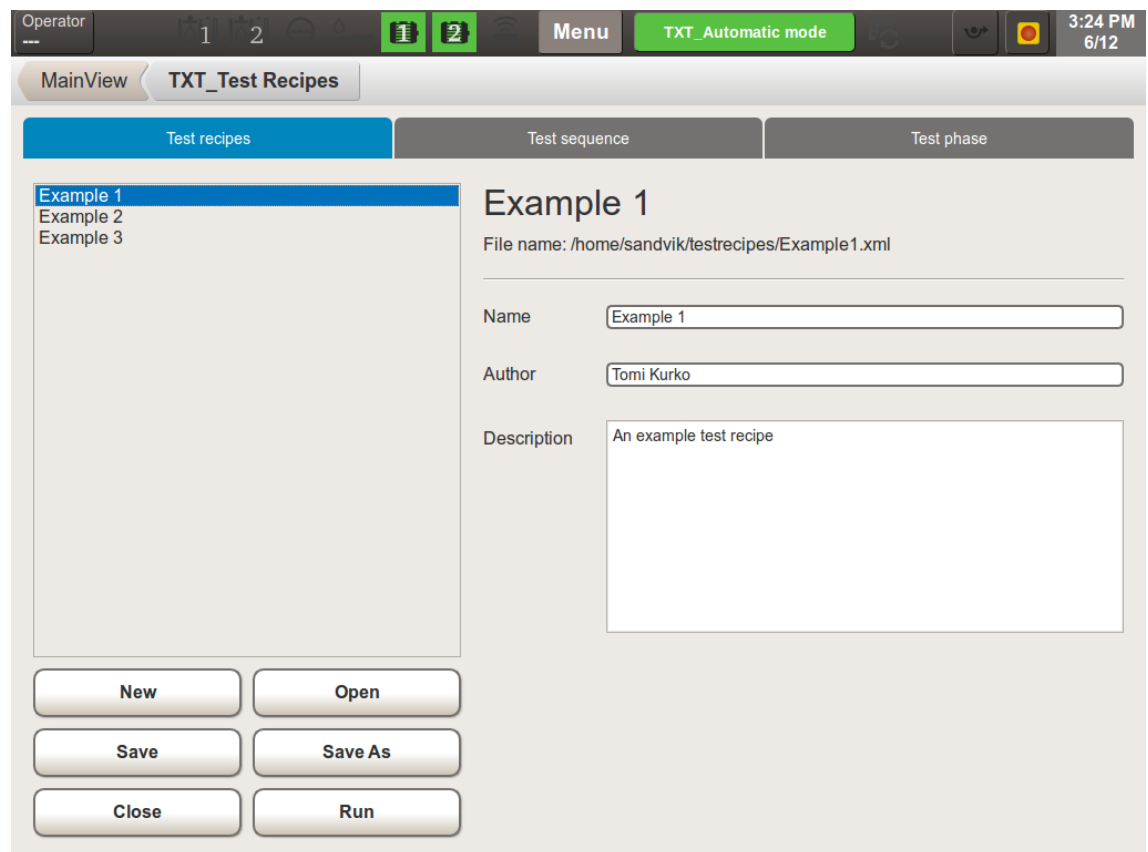 Operator
---
1
2
1
2
Menu
TXT_Automatic mode
3:24 PM
6/12
MainView
TXT_Test Recipes
Test recipes
Test sequence
Test phase
Example 1
Example 2
Example 3
Example 1
File name: /home/sandvik/testrecipes/Example1.xml
Name
Example 1
Author
Tomi Kurko
Description
An example test recipe
New
Open
Save
Save As
Close
Run